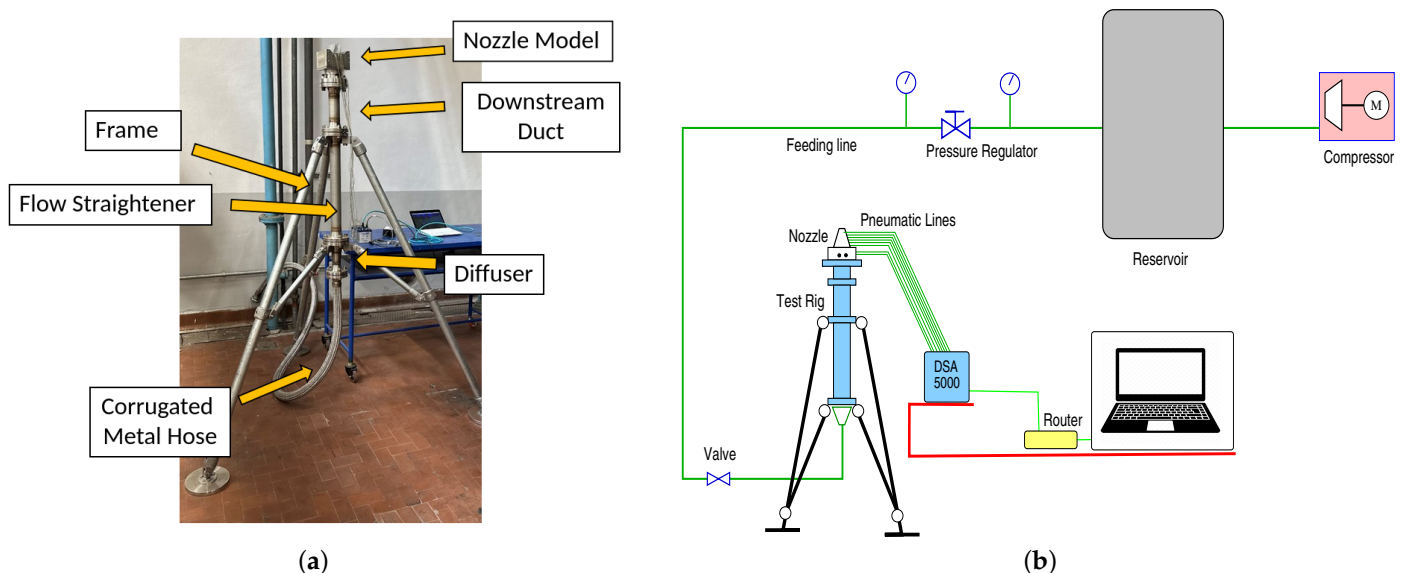 Nozzle Model
Downstream
Duct
Frame
Flow Straightener
Diffuser
Corrugated
Metal Hose
(a)
M
Feeding line
Pressure Regulator
Compressor
Pneumatic Lines
Nozzle
Reservoir
Test Rig
DSA
5000
Router
Valve
(b)